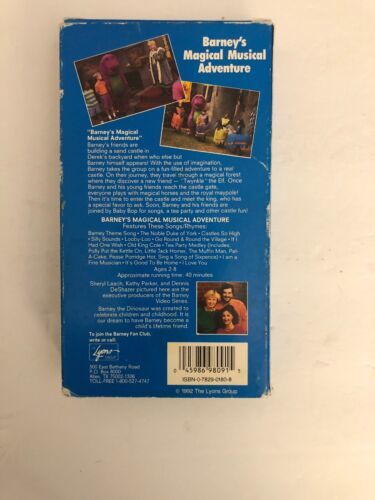 Barney's
Magical Musical
Adventure
"Barney's Magical
Musical Adventure"
Barney's friends are
building a sand castle in
Derek's backyard when who else but
Barney himself appears! With the use of imagination,
Barney takes the group on a fun-filled adventure to a real
castle. On their journey, they travel through a magical forest
where they discover a new friend — "Twynkle" the Elf. Once
Barney and his young friends reach the castle gate,
everyone plays with magical horses and the royal maypole!
Then it's time to enter the castle and meet the king, who has
a special favor to ask. Soon, Barney and his friends are
joined by Baby Bop for songs, a tea party and other castle fun!
BARNEY'S MAGICAL MUSICAL ADVENTURE
Features These Songs/Rhymes:
Barney Theme Song • The Noble Duke of York • Castles So High
• Silly Sounds • Looby-Loo • Go Round & Round the Village • If I
Had One Wish • Old King Cole • Tea Party Medley (includes:
Polly Put the Kettle On, Little Jack Horner, The Muffin Man, Pat-
A-Cake, Pease Porridge Hot, Sing a Song of Sixpence) • I am a
Fine Musician • It's Good To Be Home • I Love You
Ages 2-8
Approximate running time: 40 minutes
Sheryl Leach, Kathy Parker, and Dennis
DeShazer pictured here are the
executive producers of the Barney
Video Series.
Barney the Dinosaur was created to
celebrate children and childhood. It is
our dream to have Barney become a
child's lifetime friend.
To join the Barney Fan Club,
write or call:
Lyons
GROUP
300 East Bethany Road
P.O. Box 8000
Allen, TX 75002-1306
TOLL-FREE 1-800-527-4747
0 45986 98091 5
ISBN-0-7829-0180-8
© 1992 The Lyons Group